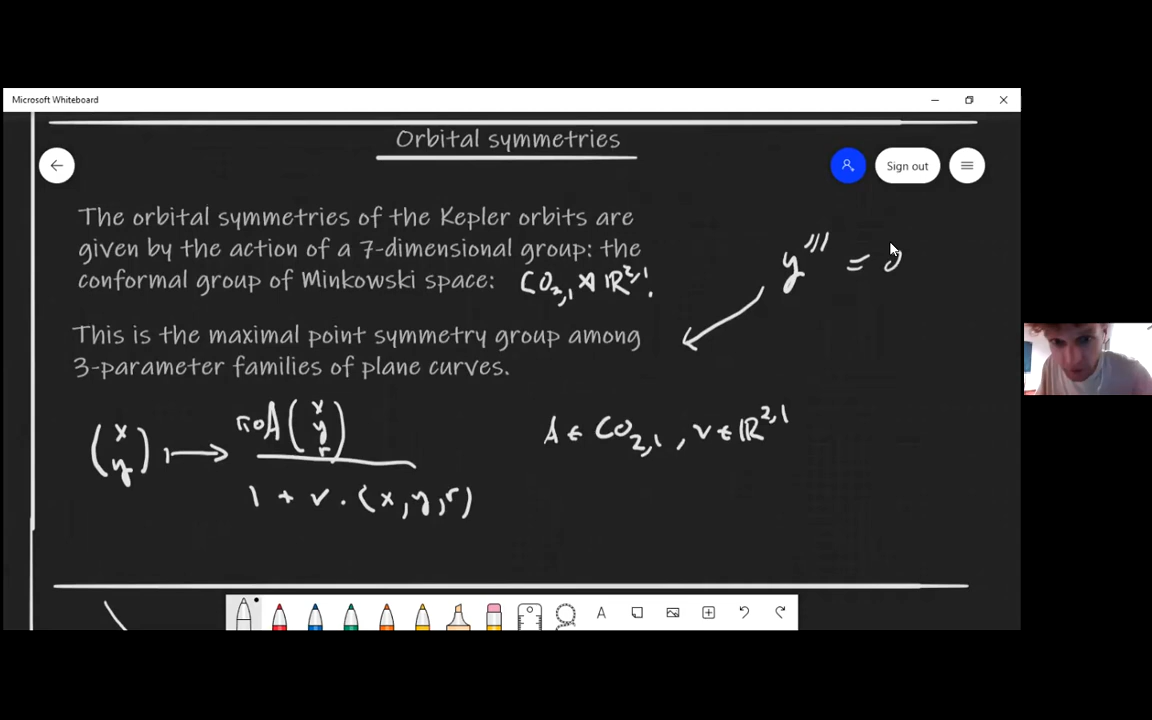 Microsoft Whiteboard
Orbital symmetries
Sign out
The orbital symmetries of the Kepler orbits are
given by the action of a 7-dimensional group: the
conformal group of Minkowski space: CO₂,₁ ⋊ ℝ²,¹.
y''' = 0
This is the maximal point symmetry group among
3-parameter families of plane curves.
(x y) ↦ π∘A(x y r) / 1 + v · (x, y, r)
A ∈ CO₂,₁ , v ∈ ℝ²,¹
A